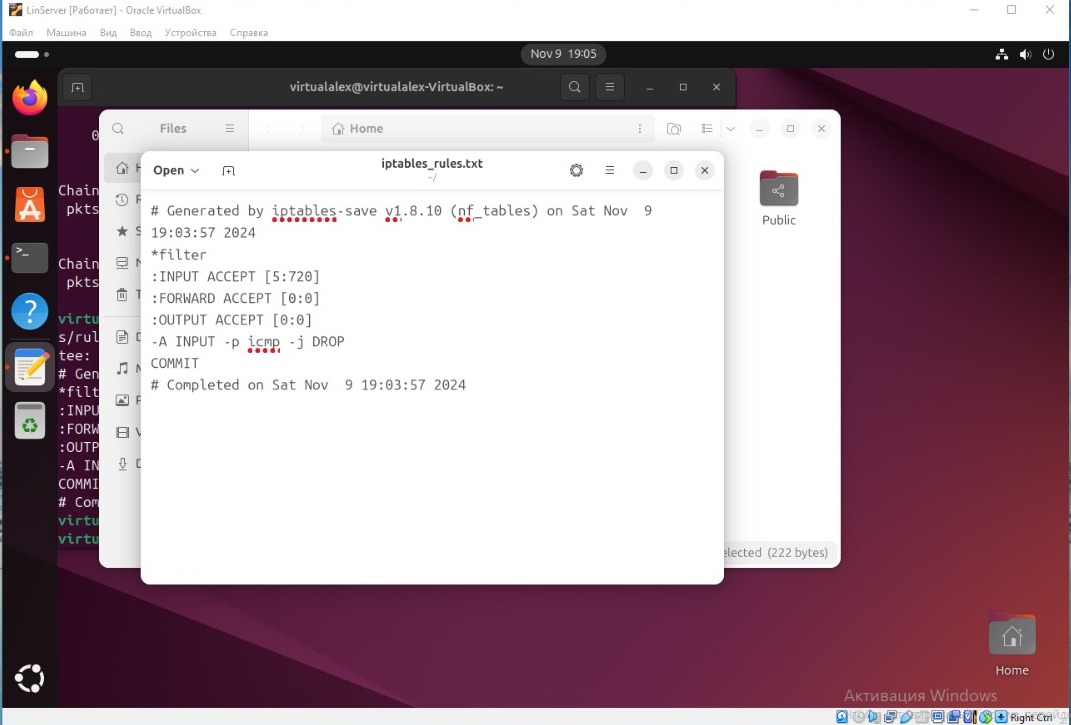 LinServer [Работает] - Oracle VirtualBox
Файл Машина Вид Ввод Устройства Справка
Nov 9 19:05
virtualalex@virtualalex-VirtualBox: ~
Files
Home
Open
iptables_rules.txt
~/
# Generated by iptables-save v1.8.10 (nf_tables) on Sat Nov  9
19:03:57 2024
*filter
:INPUT ACCEPT [5:720]
:FORWARD ACCEPT [0:0]
:OUTPUT ACCEPT [0:0]
-A INPUT -p icmp -j DROP
COMMIT
# Completed on Sat Nov  9 19:03:57 2024
0
Chain
pkts
Chain
pkts
virtu
s/rul
tee:
# Gen
*filt
:INPU
:FORW
:OUTP
-A IN
COMMI
# Com
virtu
virtu
Public
elected (222 bytes)
Home
Активация Windows
Right Ctrl